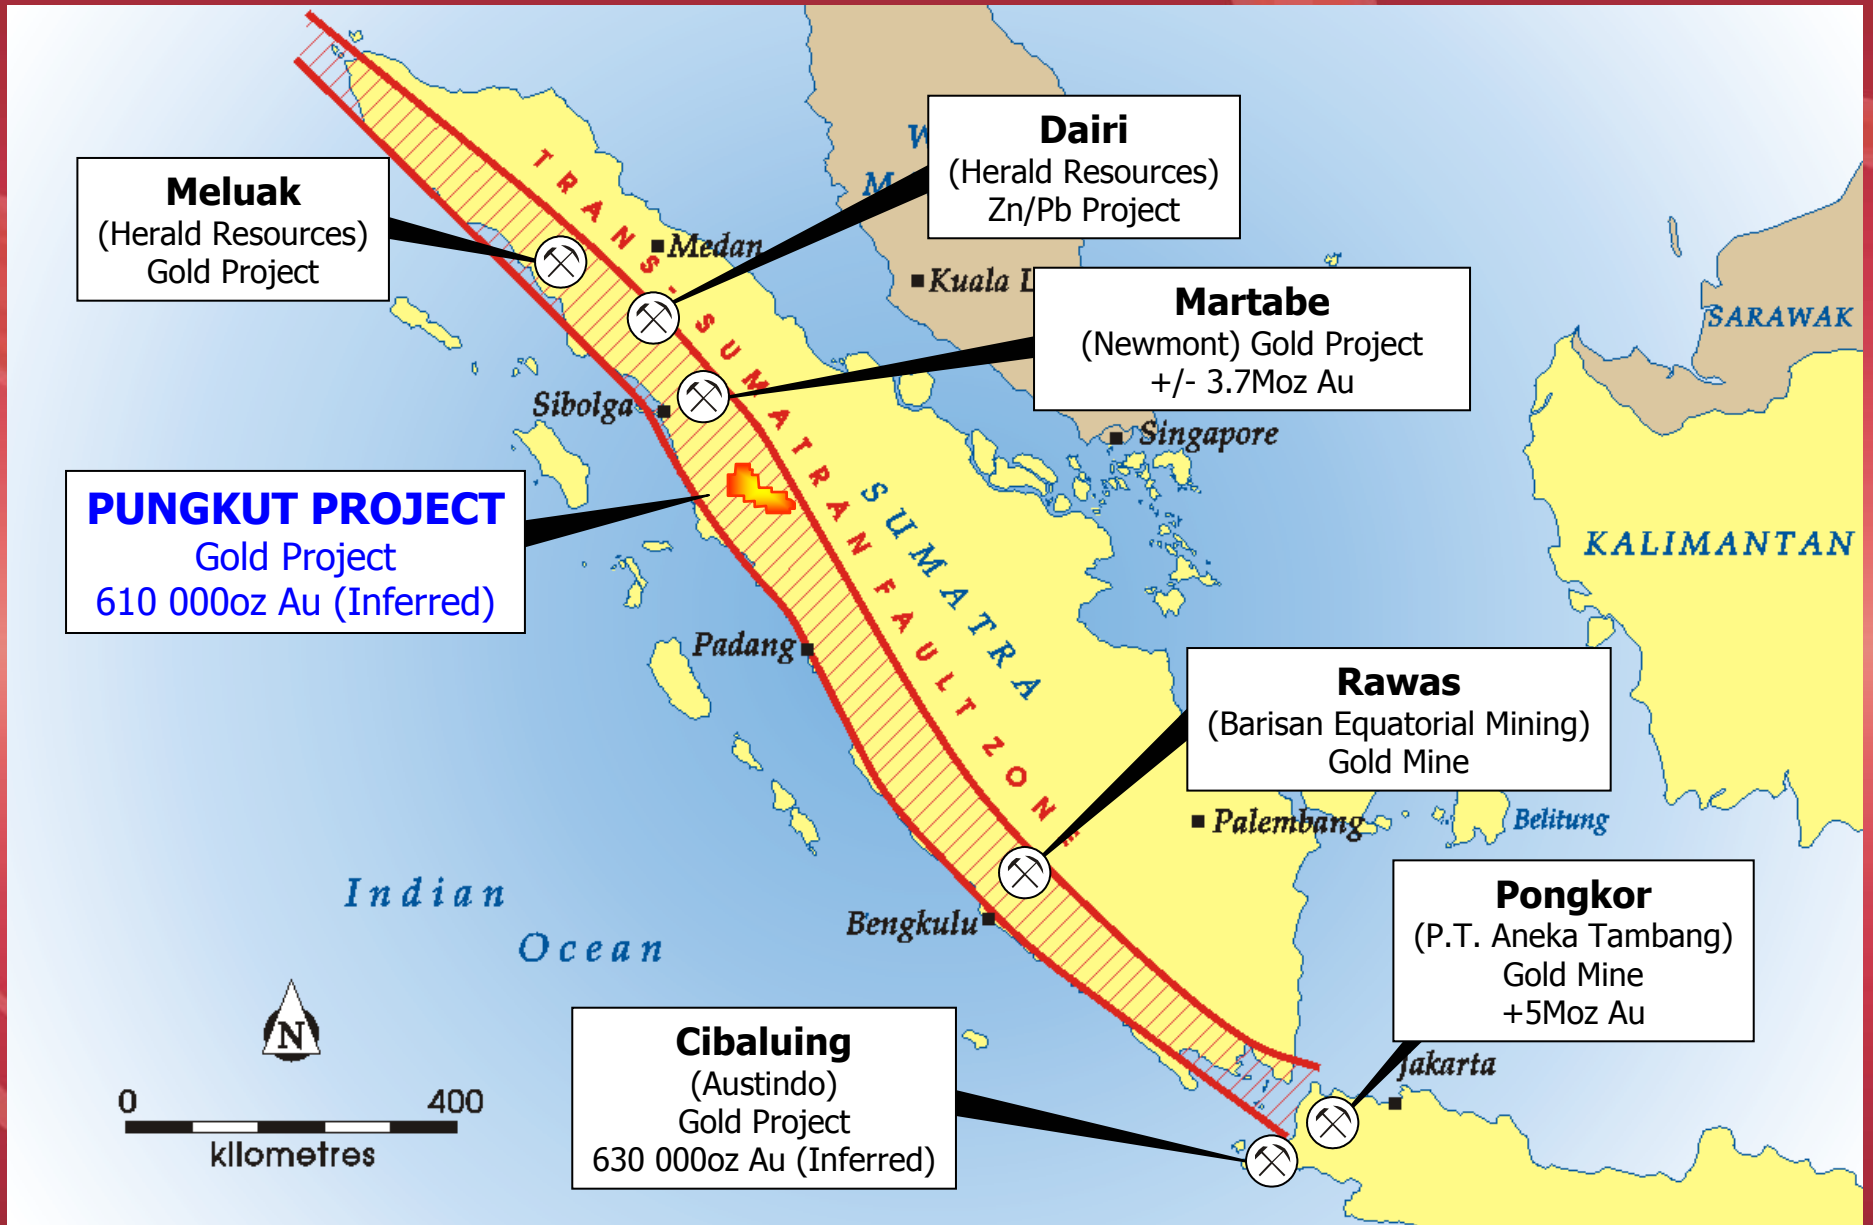 Meluak
(Herald Resources)
Gold Project
Dairi
(Herald Resources)
Zn/Pb Project
Martabe
(Newmont) Gold Project
+/- 3.7Moz Au
PUNGKUT PROJECT
Gold Project
610 000oz Au (Inferred)
Rawas
(Barisan Equatorial Mining)
Gold Mine
Pongkor
(P.T. Aneka Tambang)
Gold Mine
+5Moz Au
Cibaluing
(Austindo)
Gold Project
630 000oz Au (Inferred)
TRANS-SUMATRAN FAULT ZONE
SUMATRA
Medan
Kuala L
Sibolga
Singapore
SARAWAK
KALIMANTAN
Padang
Palembang
Belitung
Bengkulu
Jakarta
Indian
Ocean
N
0 400
kilometres